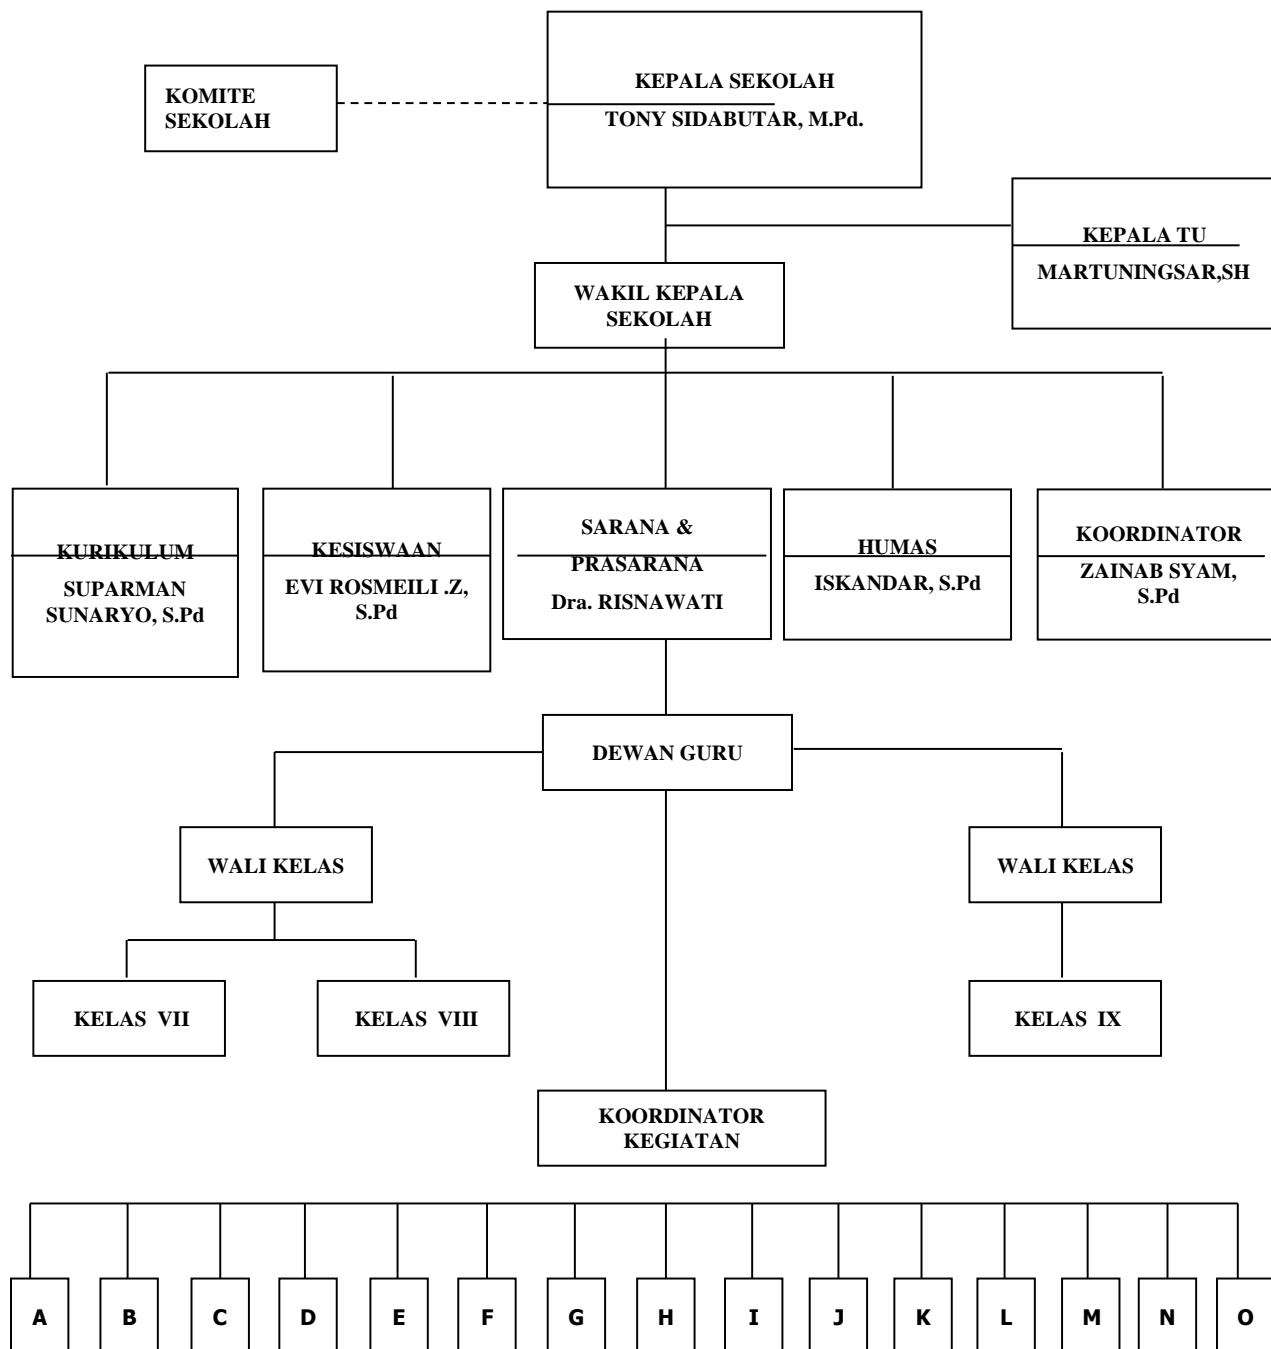 KEPALA SEKOLAH
TONY SIDABUTAR, M.Pd.
KOMITE
SEKOLAH
KEPALA TU
MARTUNINGSAR,SH
WAKIL KEPALA
SEKOLAH
KURIKULUM
SUPARMAN
SUNARYO, S.Pd
KESISWAAN
EVI ROSMEILI .Z,
S.Pd
SARANA &
PRASARANA
Dra. RISNAWATI
HUMAS
ISKANDAR, S.Pd
KOORDINATOR
ZAINAB SYAM,
S.Pd
DEWAN GURU
WALI KELAS
WALI KELAS
KELAS  VII
KELAS  VIII
KELAS  IX
KOORDINATOR
KEGIATAN
A
B
C
D
E
F
G
H
I
J
K
L
M
N
O